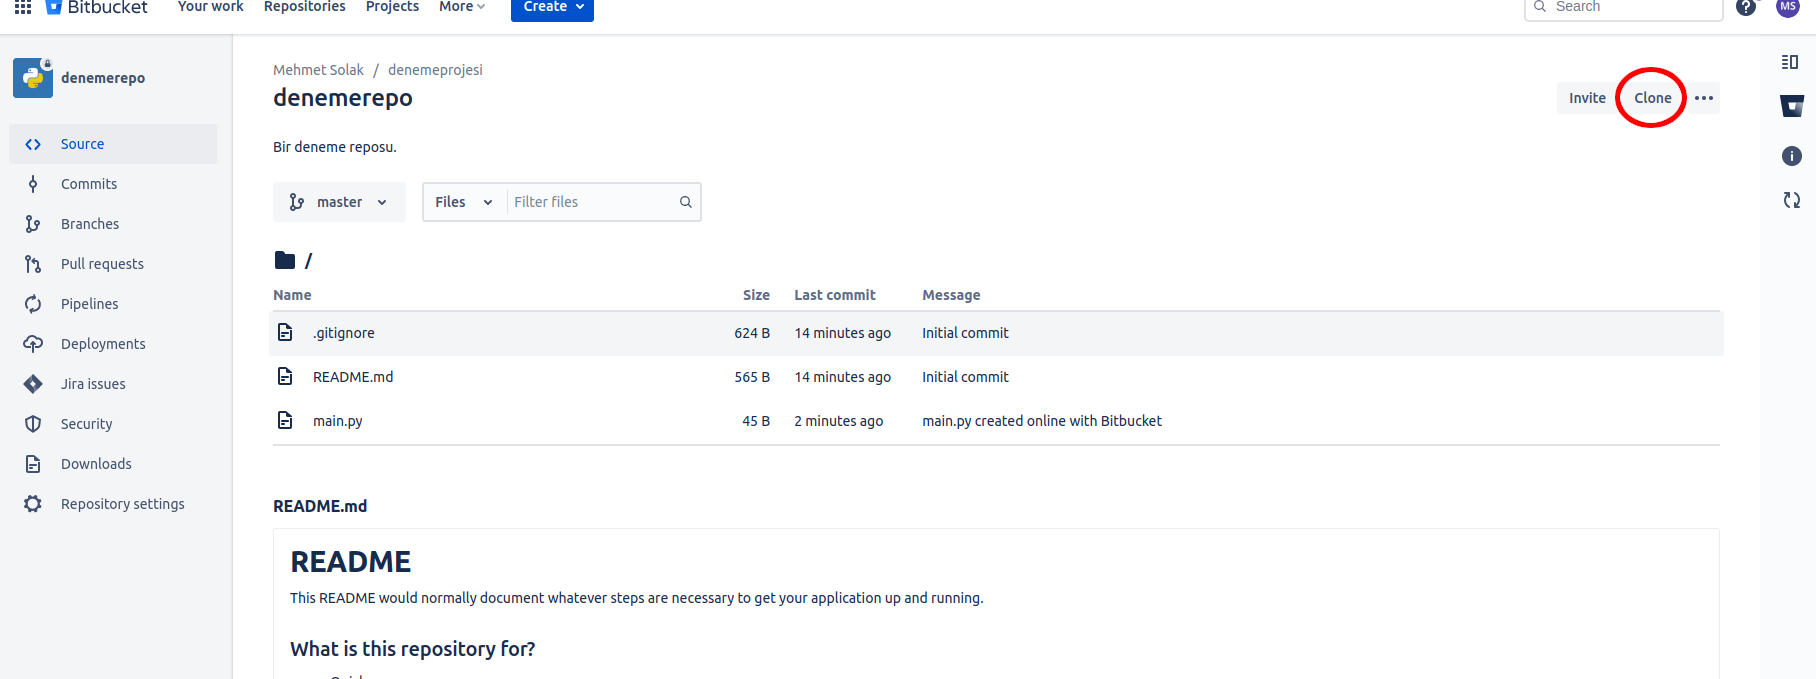 Bitbucket Your work Repositories Projects More Create Search ? MS
denemerepo
Source
Commits
Branches
Pull requests
Pipelines
Deployments
Jira issues
Security
Downloads
Repository settings
Mehmet Solak / denemeprojesi
denemerepo
Invite Clone
Bir deneme reposu.
master Files Filter files
/
Name Size Last commit Message
.gitignore 624 B 14 minutes ago Initial commit
README.md 565 B 14 minutes ago Initial commit
main.py 45 B 2 minutes ago main.py created online with Bitbucket
README.md
README
This README would normally document whatever steps are necessary to get your application up and running.
What is this repository for?